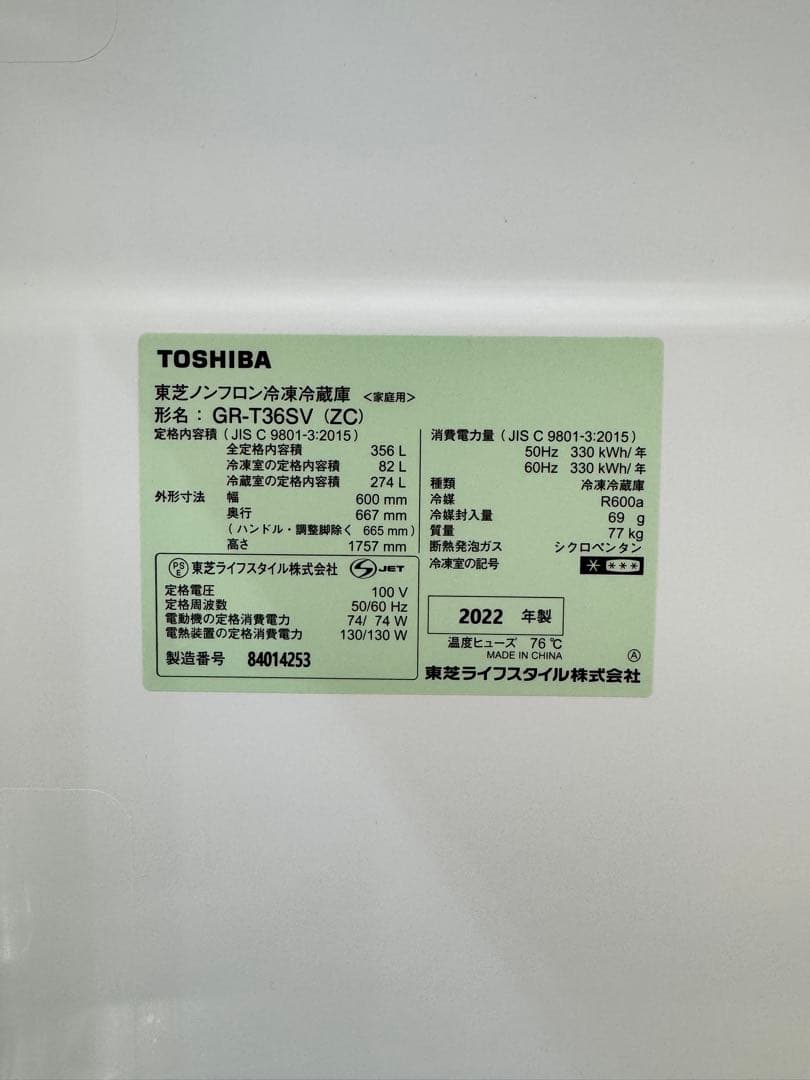 TOSHIBA
東芝ノンフロン冷凍冷蔵庫 <家庭用>
形名: GR-T36SV (ZC)
定格内容積 (JIS C 9801-3:2015)
全定格内容積 356 L
冷凍室の定格内容積 82 L
冷蔵室の定格内容積 274 L
外形寸法 幅 600 mm
奥行 667 mm
(ハンドル・調整脚除く 665 mm)
高さ 1757 mm
PSE 東芝ライフスタイル株式会社 S JET
定格電圧 100 V
定格周波数 50/60 Hz
電動機の定格消費電力 74/ 74 W
電熱装置の定格消費電力 130/130 W
製造番号 84014253
消費電力量 (JIS C 9801-3:2015)
50Hz 330 kWh/年
60Hz 330 kWh/年
種類 冷凍冷蔵庫
冷媒 R600a
冷媒封入量 69 g
質量 77 kg
断熱発泡ガス シクロペンタン
冷凍室の記号 * ***
2022 年製
温度ヒューズ 76℃
MADE IN CHINA Ⓐ
東芝ライフスタイル株式会社